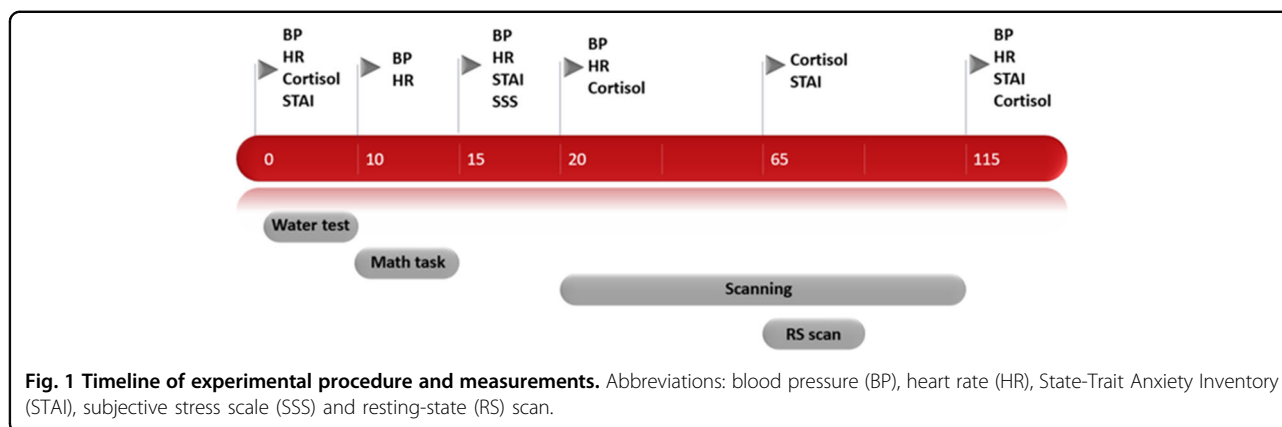 BP
HR
Cortisol
STAI
BP
HR
BP
HR
STAI
SSS
BP
HR
Cortisol
Cortisol
STAI
BP
HR
STAI
Cortisol
0 10 15 20 65 115
Water test
Math task
Scanning
RS scan
Fig. 1 Timeline of experimental procedure and measurements. Abbreviations: blood pressure (BP), heart rate (HR), State-Trait Anxiety Inventory
(STAI), subjective stress scale (SSS) and resting-state (RS) scan.